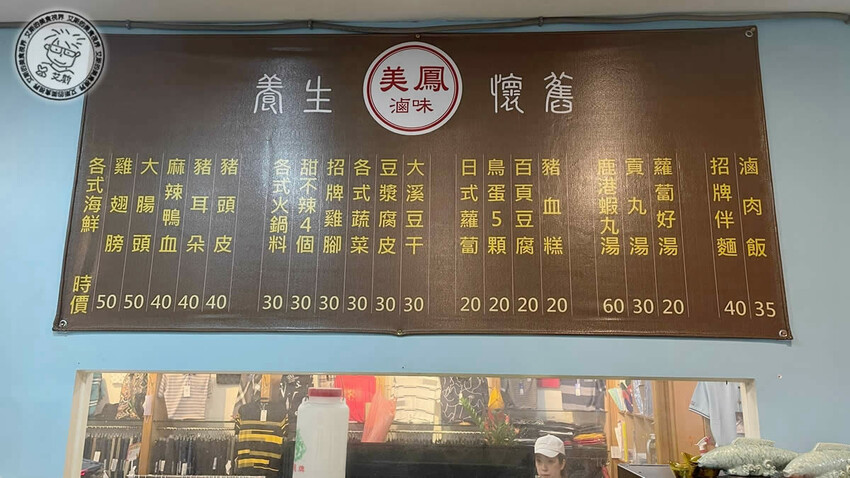 養生 美鳳 滷味 懷舊
滷肉飯 35
招牌伴麵 40
蘿蔔好湯 20
貢丸湯 30
鹿港蝦丸湯 60
豬血糕 20
百頁豆腐 20
鳥蛋5顆 20
日式蘿蔔 20
大溪豆干 30
豆漿腐皮 30
各式蔬菜 30
招牌雞腳 30
甜不辣4個 30
各式火鍋料 30
豬頭皮 40
豬耳朵 40
麻辣鴨血 40
大腸頭 50
雞翅膀 50
各式海鮮 時價